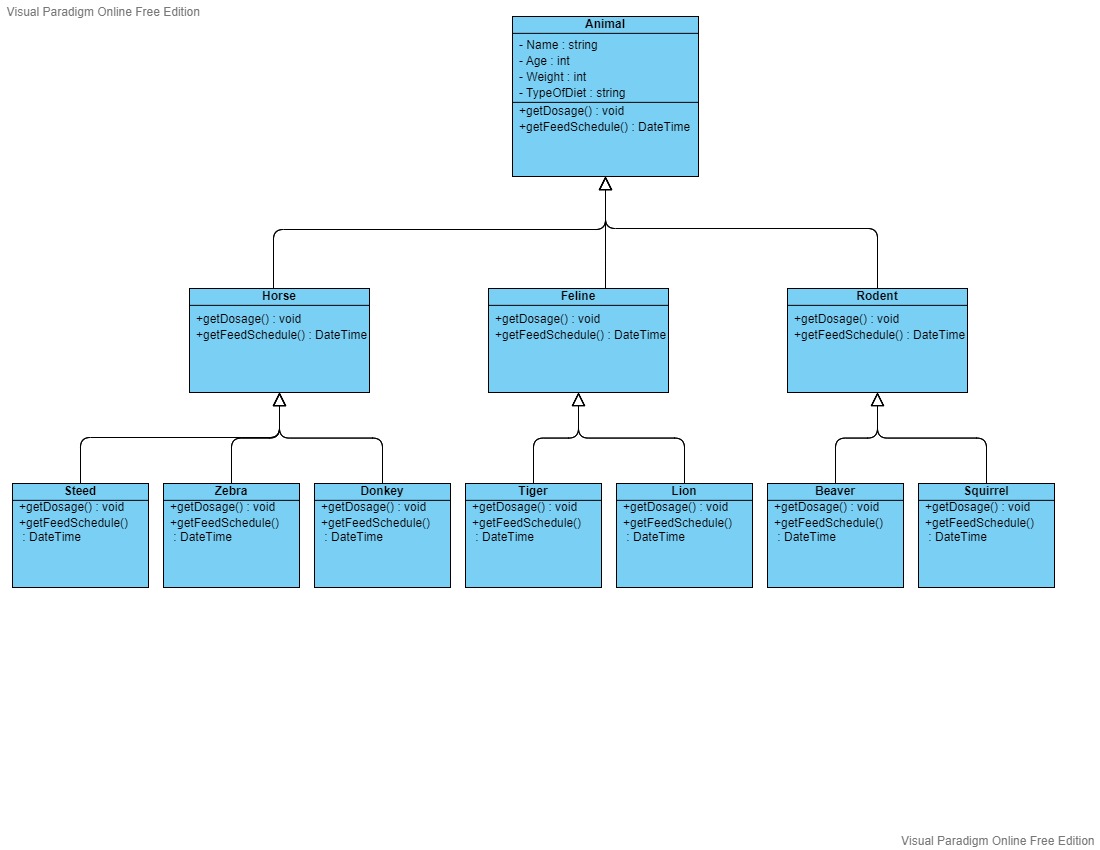 Visual Paradigm Online Free Edition
Animal
- Name : string
- Age : int
- Weight : int
- TypeOfDiet : string
+getDosage() : void
+getFeedSchedule() : DateTime
Horse
+getDosage() : void
+getFeedSchedule() : DateTime
Feline
+getDosage() : void
+getFeedSchedule() : DateTime
Rodent
+getDosage() : void
+getFeedSchedule() : DateTime
Steed
+getDosage() : void
+getFeedSchedule()
: DateTime
Zebra
+getDosage() : void
+getFeedSchedule()
: DateTime
Donkey
+getDosage() : void
+getFeedSchedule()
: DateTime
Tiger
+getDosage() : void
+getFeedSchedule()
: DateTime
Lion
+getDosage() : void
+getFeedSchedule()
: DateTime
Beaver
+getDosage() : void
+getFeedSchedule()
: DateTime
Squirrel
+getDosage() : void
+getFeedSchedule()
: DateTime
Visual Paradigm Online Free Edition